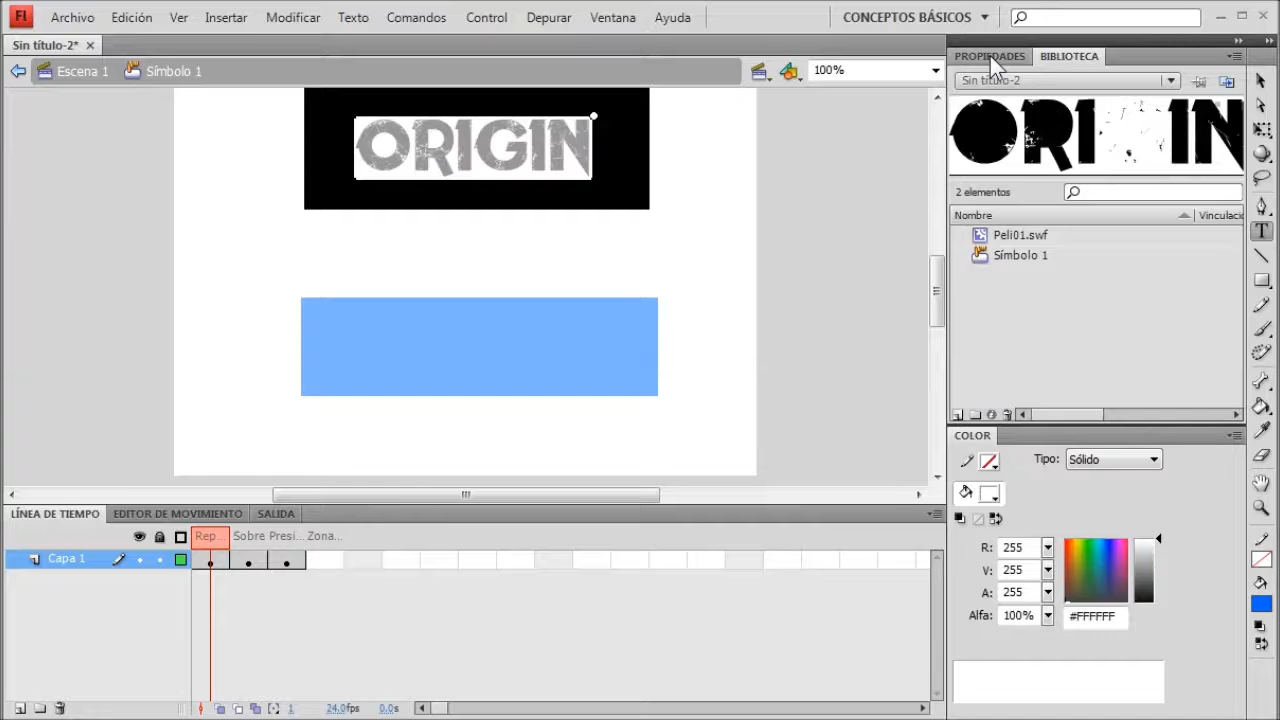 Fl Archivo Edición Ver Insertar Modificar Texto Comandos Control Depurar Ventana Ayuda CONCEPTOS BÁSICOS
Sin título-2*
Escena 1 Símbolo 1 100%
ORIGIN
LÍNEA DE TIEMPO EDITOR DE MOVIMIENTO SALIDA
Rep... Sobre Presi... Zona...
Capa 1
1 24.0fps 0.0s
PROPIEDADES BIBLIOTECA
Sin título-2
ORIGIN
2 elementos
Nombre Vinculació
Peli01.swf
Símbolo 1
COLOR
Tipo: Sólido
R: 255
V: 255
A: 255
Alfa: 100% #FFFFFF
T